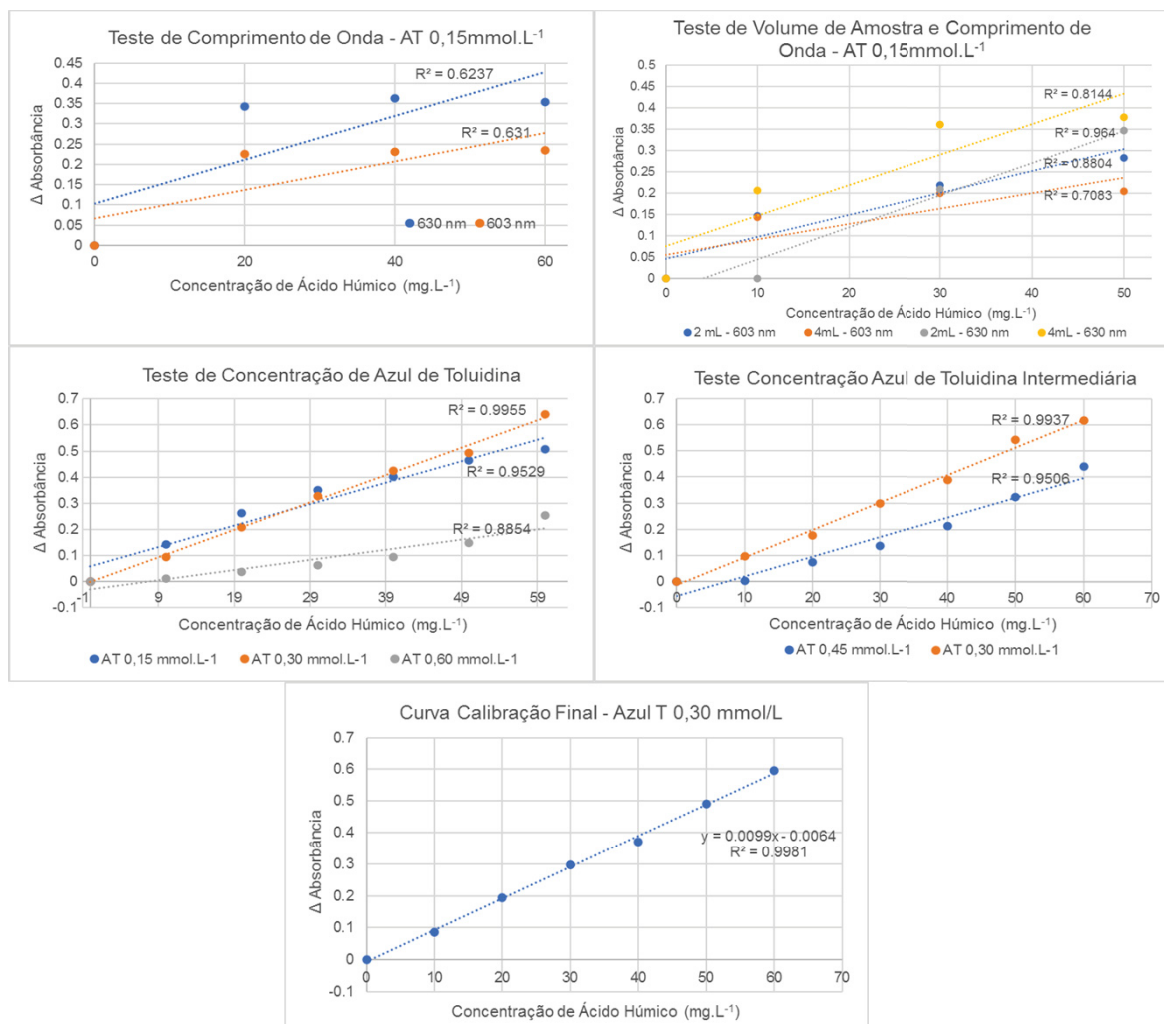 Teste de Comprimento de Onda - AT 0,15mmol.L-1
0.45
0.4
0.35
0.3
0.25
0.2
0.15
0.1
0.05
0
Δ Absorbância
R² = 0.6237
R² = 0.631
630 nm 603 nm
0 20 40 60
Concentração de Ácido Húmico (mg.L-1)
Teste de Volume de Amostra e Comprimento de
Onda - AT 0,15mmol.L-1
0.5
0.45
0.4
0.35
0.3
0.25
0.2
0.15
0.1
0.05
0
Δ Absorbância
R² = 0.8144
R² = 0.964
R² = 0.8804
R² = 0.7083
0 10 20 30 40 50
Concentração de Ácido Húmico (mg.L-1)
2 mL - 603 nm 4mL - 603 nm 2mL - 630 nm 4mL - 630 nm
Teste de Concentração de Azul de Toluidina
0.7
0.6
0.5
0.4
0.3
0.2
0.1
0
-0.1
Δ Absorbância
R² = 0.9955
R² = 0.9529
R² = 0.8854
-1 9 19 29 39 49 59
Concentração de Ácido Húmico (mg.L-1)
AT 0,15 mmol.L-1 AT 0,30 mmol.L-1 AT 0,60 mmol.L-1
Teste Concentração Azul de Toluidina Intermediária
0.7
0.6
0.5
0.4
0.3
0.2
0.1
0
-0.1
Δ Absorbância
R² = 0.9937
R² = 0.9506
0 10 20 30 40 50 60 70
Concentração de Ácido Húmico (mg.L-1)
AT 0,45 mmol.L-1 AT 0,30 mmol.L-1
Curva Calibração Final - Azul T 0,30 mmol/L
0.7
0.6
0.5
0.4
0.3
0.2
0.1
0
-0.1
Δ Absorbância
y = 0.0099x - 0.0064
R² = 0.9981
0 10 20 30 40 50 60 70
Concentração de Ácido Húmico (mg.L-1)